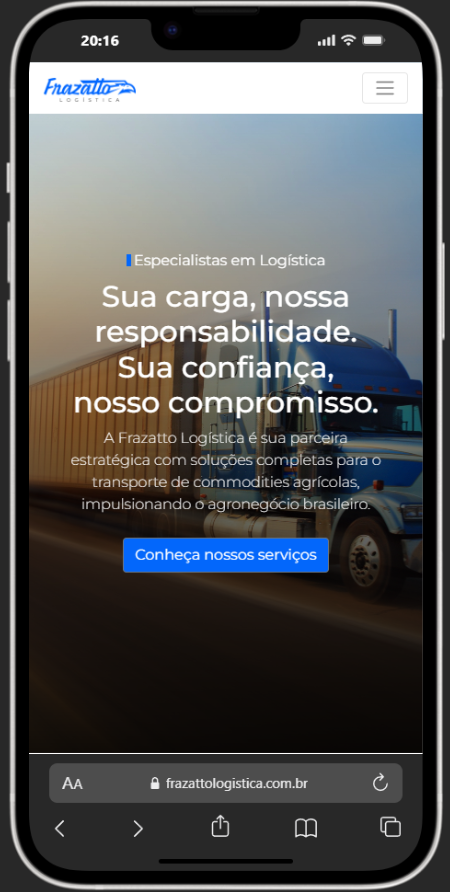 20:16
Frazatto
LOGÍSTICA
Especialistas em Logística
Sua carga, nossa
responsabilidade.
Sua confiança,
nosso compromisso.
A Frazatto Logística é sua parceira
estratégica com soluções completas para o
transporte de commodities agrícolas,
impulsionando o agronegócio brasileiro.
Conheça nossos serviços
AA
frazattologistica.com.br